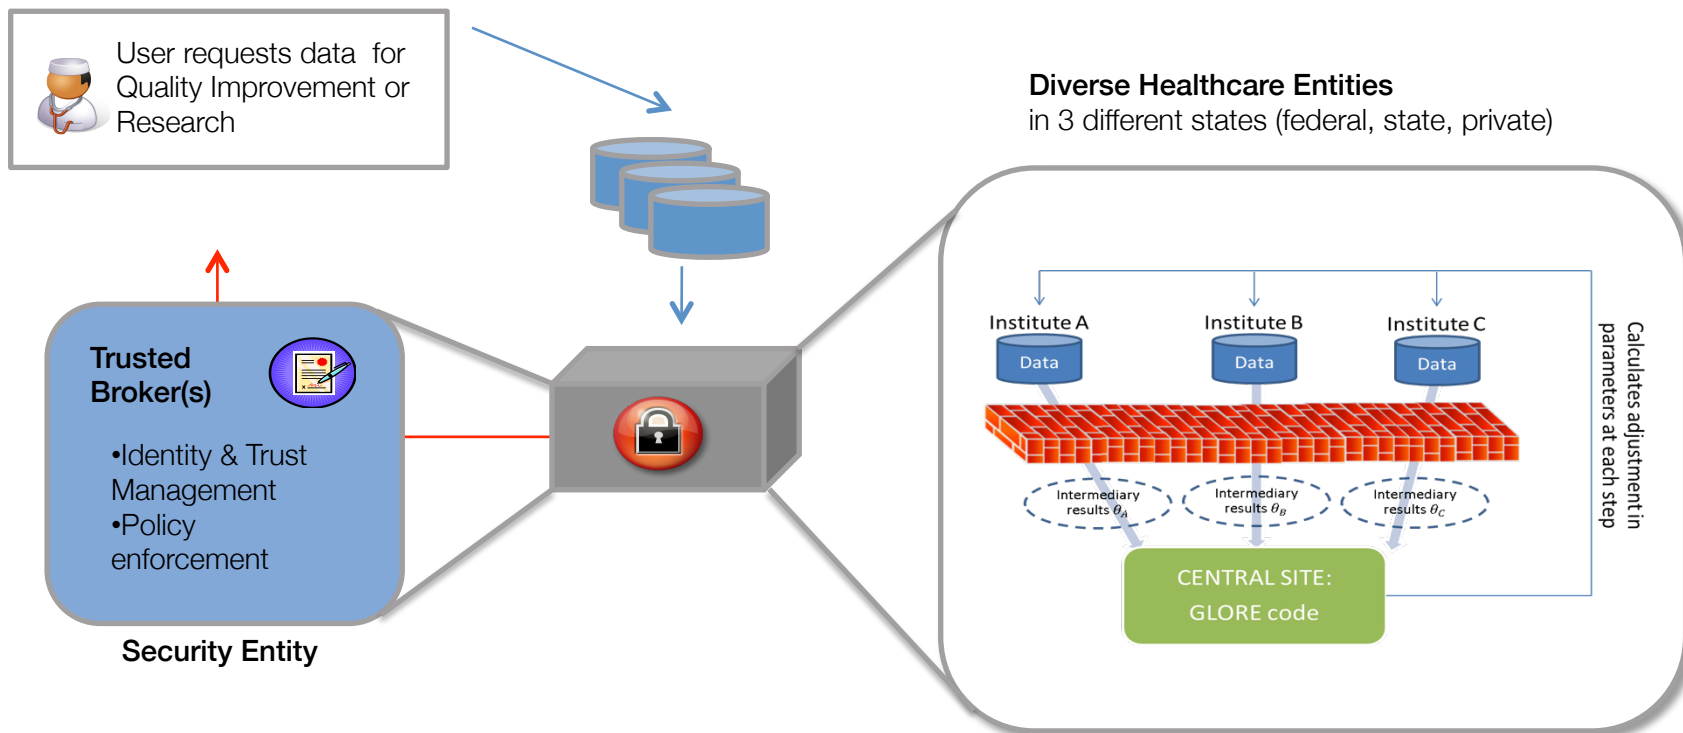 User requests data for
Quality Improvement or
Research
Diverse Healthcare Entities
in 3 different states (federal, state, private)
Trusted
Broker(s)
•Identity & Trust
Management
•Policy
enforcement
Security Entity
Institute A
Institute B
Institute C
Data
Data
Data
Intermediary
results θA
Intermediary
results θB
Intermediary
results θC
CENTRAL SITE:
GLORE code
Calculates adjustment in
parameters at each step